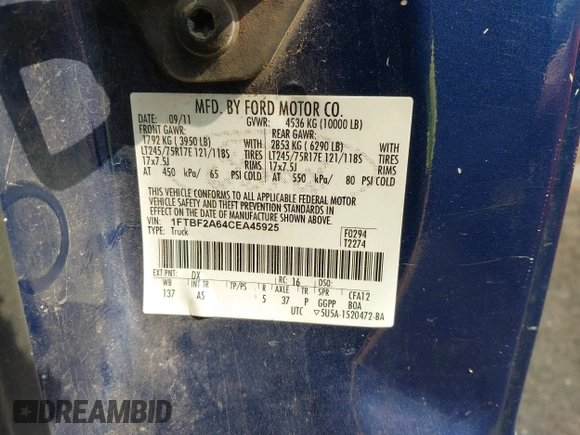 MFD. BY FORD MOTOR CO.
DATE: 09/11 GVWR: 4536 KG (10000 LB)
FRONT GAWR: REAR GAWR:
1792 KG ( 3950 LB) WITH 2853 KG ( 6290 LB) WITH
LT245/75R17E 121/118S TIRES LT245/75R17E 121/118S TIRES
17x7.5J RIMS 17x7.5J RIMS
AT 450 kPa/ 65 PSI COLD AT 550 kPa/ 80 PSI COLD
THIS VEHICLE CONFORMS TO ALL APPLICABLE FEDERAL MOTOR
VEHICLE SAFETY AND THEFT PREVENTION STANDARDS IN
EFFECT ON THE DATE OF MANUFACTURE SHOWN ABOVE.
VIN: 1FTBF2A64CEA45925 F0294
TYPE: Truck T2274
EXT PNT: DX RC: 16 DSO:
WB INT TR TP/PS R AXLE TR SPR CFA12
137 AS 5 37 P GGPP BOA
UTC ▽5U5A-1520472-BA
DREAMBID